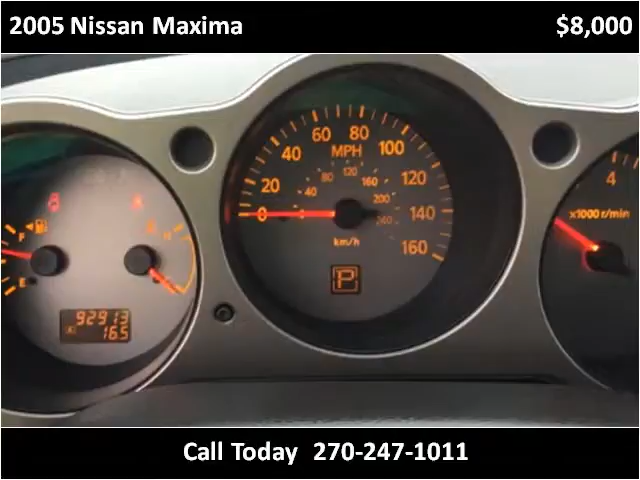 2005 Nissan Maxima $8,000
60 80
40 MPH 100
120
80 160
20 40 120
200
0 140
240
km/h 160
P
F
E
H
92913
165
4
x1000 r/min
Call Today 270-247-1011